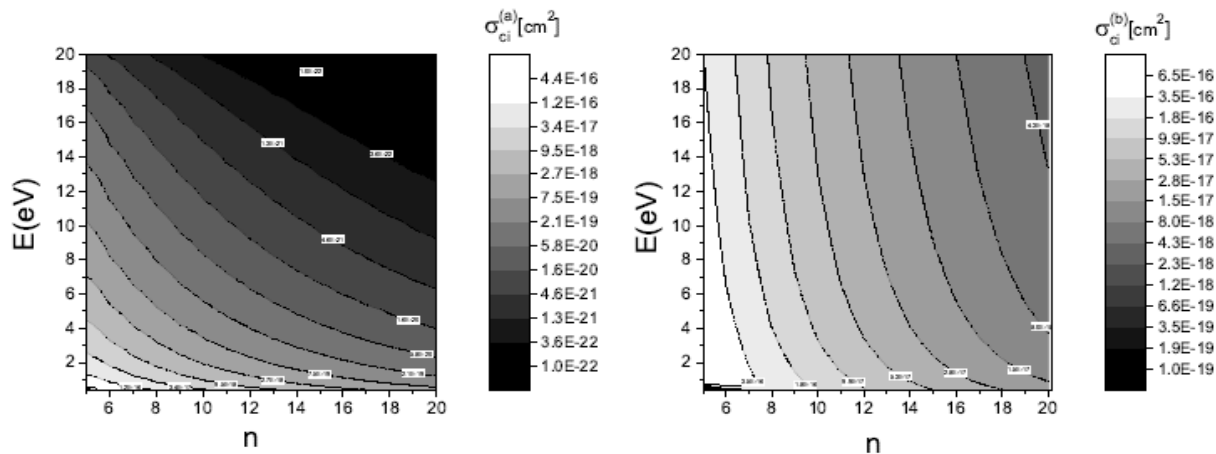 σci(a)[cm2]
4.4E-16
1.2E-16
3.4E-17
9.5E-18
2.7E-18
7.5E-19
2.1E-19
5.8E-20
1.6E-20
4.6E-21
1.3E-21
3.6E-22
1.0E-22
E(eV)
20
18
16
14
12
10
8
6
4
2
6 8 10 12 14 16 18 20
n
σci(b)[cm2]
6.5E-16
3.5E-16
1.8E-16
9.9E-17
5.3E-17
2.8E-17
1.5E-17
8.0E-18
4.3E-18
2.3E-18
1.2E-18
6.6E-19
3.5E-19
1.9E-19
1.0E-19
E(eV)
20
18
16
14
12
10
8
6
4
2
6 8 10 12 14 16 18 20
n